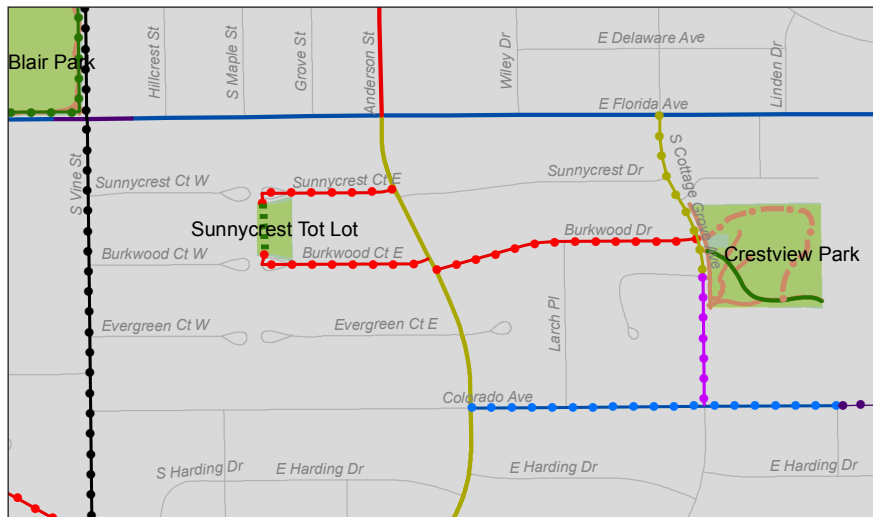 Blair Park
Hillcrest St
S Maple St
Grove St
Anderson St
Wiley Dr
E Delaware Ave
Linden Dr
E Florida Ave
S Vine St
Sunnycrest Ct W
Sunnycrest Ct E
Sunnycrest Dr
S Cottage Grove Ave
Sunnycrest Tot Lot
Burkwood Dr
Burkwood Ct W
Burkwood Ct E
Crestview Park
Evergreen Ct W
Evergreen Ct E
Larch Pl
Colorado Ave
S Harding Dr
E Harding Dr
E Harding Dr
E Harding Dr